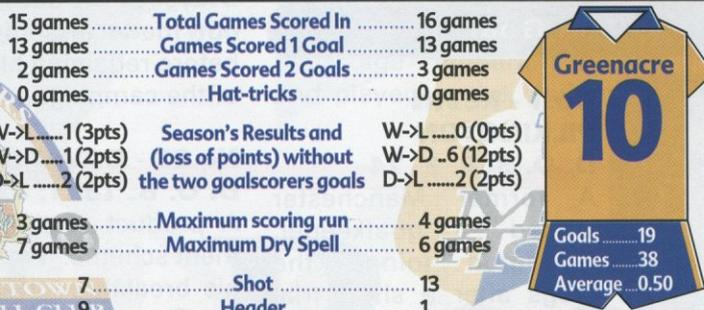 15 games..............Total Games Scored In..............16 games
13 games..............Games Scored 1 Goal..............13 games
2 games..............Games Scored 2 Goals..............3 games
0 games..............Hat-tricks..............0 games
W->L......1 (3pts) Season's Results and W->L.....0 (0pts)
W->D....1 (2pts) (loss of points) without W->D ..6 (12pts)
D->L ......2 (2pts) the two goalscorers goals D->L ......2 (2pts)
3 games..............Maximum scoring run..............4 games
7 games..............Maximum Dry Spell..............6 games
7..............Shot..............13
9..............Header..............1
Greenacre
10
Goals.........19
Games.....38
Average...0.50